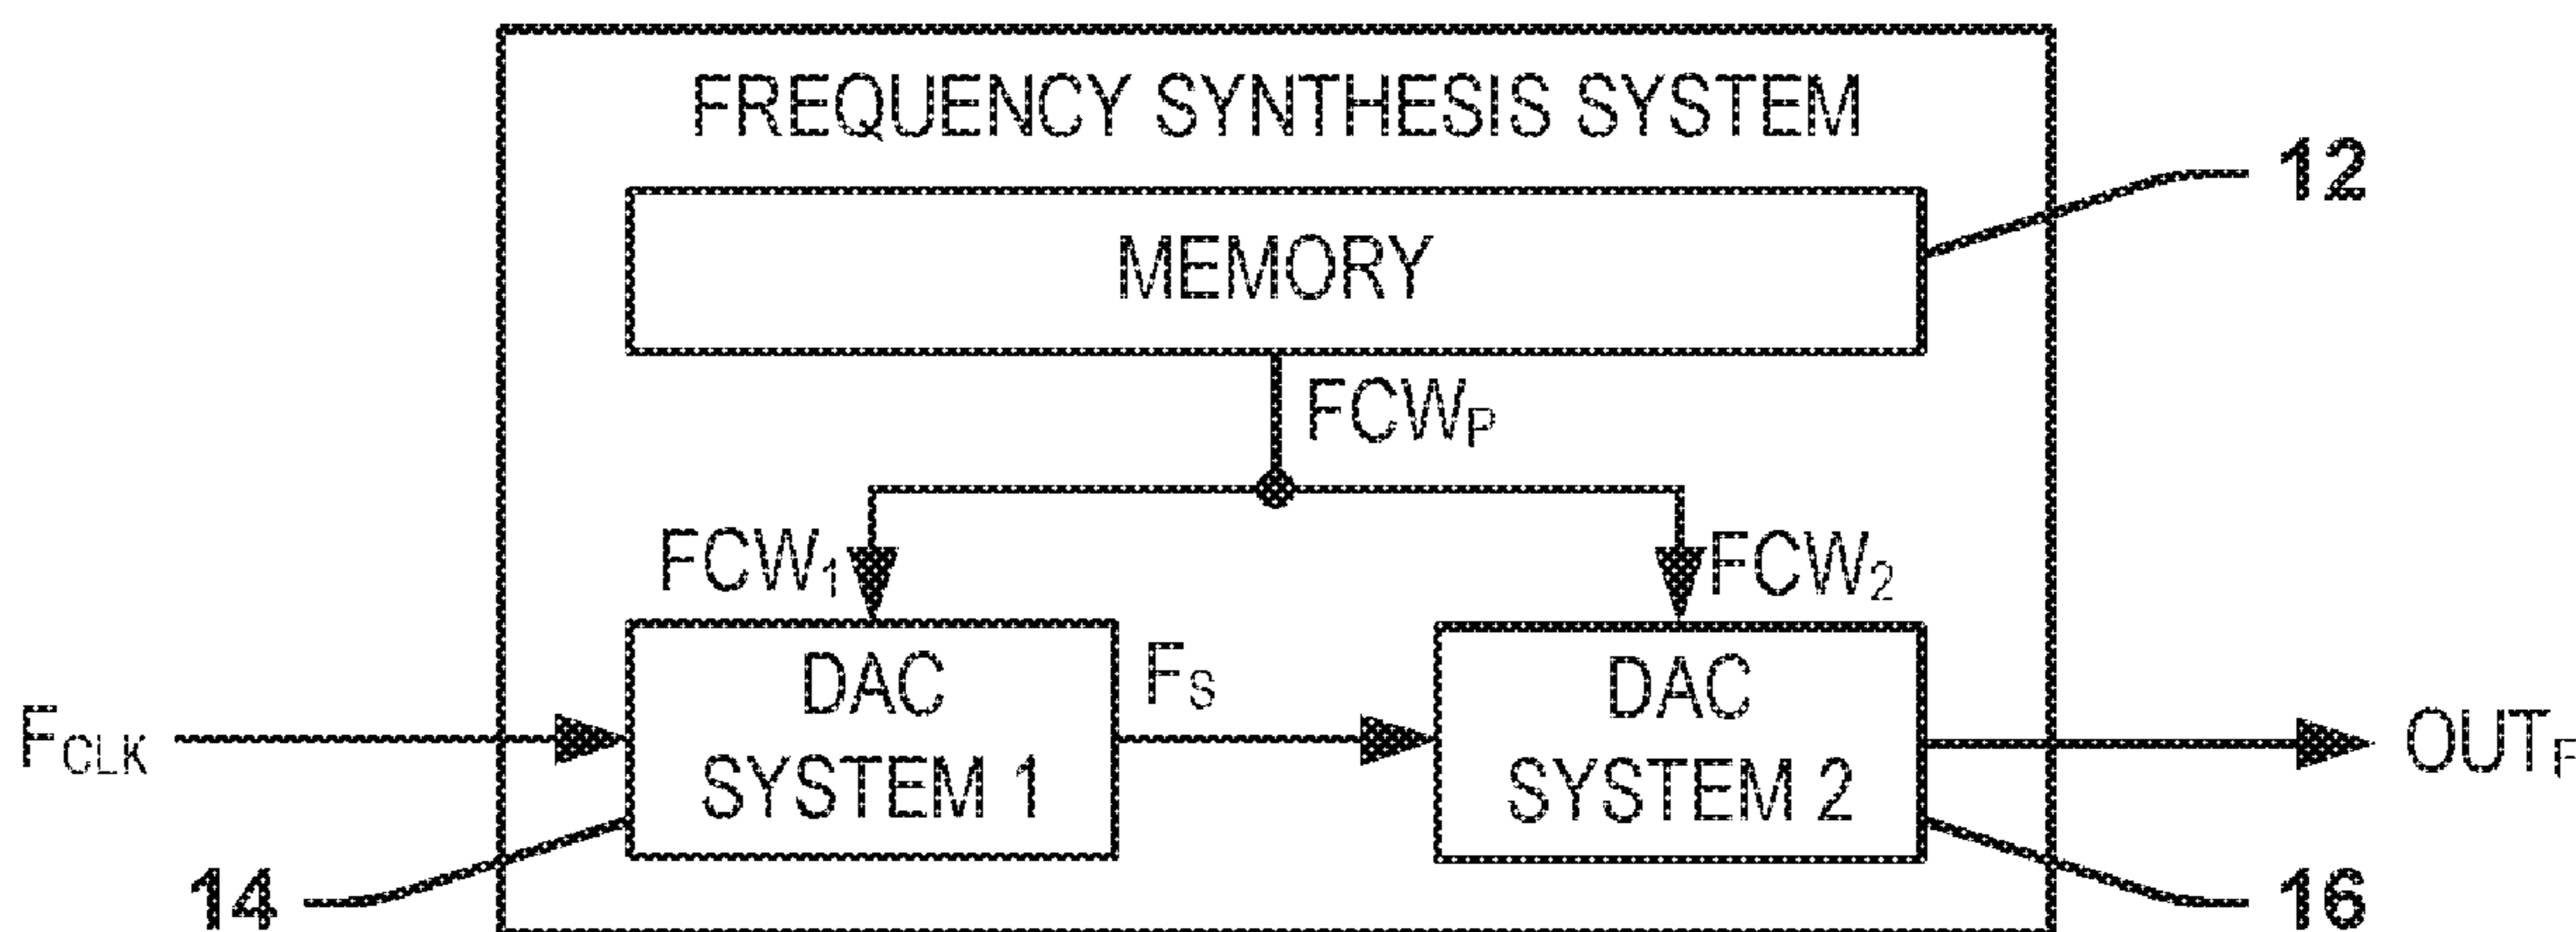 FREQUENCY SYNTHESIS SYSTEM
12
MEMORY
FCWP
FCW1
FCW2
FCLK
DAC
SYSTEM 1
FS
DAC
SYSTEM 2
OUTF
14
16